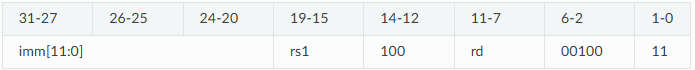 31-27 26-25 24-20 19-15 14-12 11-7 6-2 1-0
imm[11:0] rs1 100 rd 00100 11